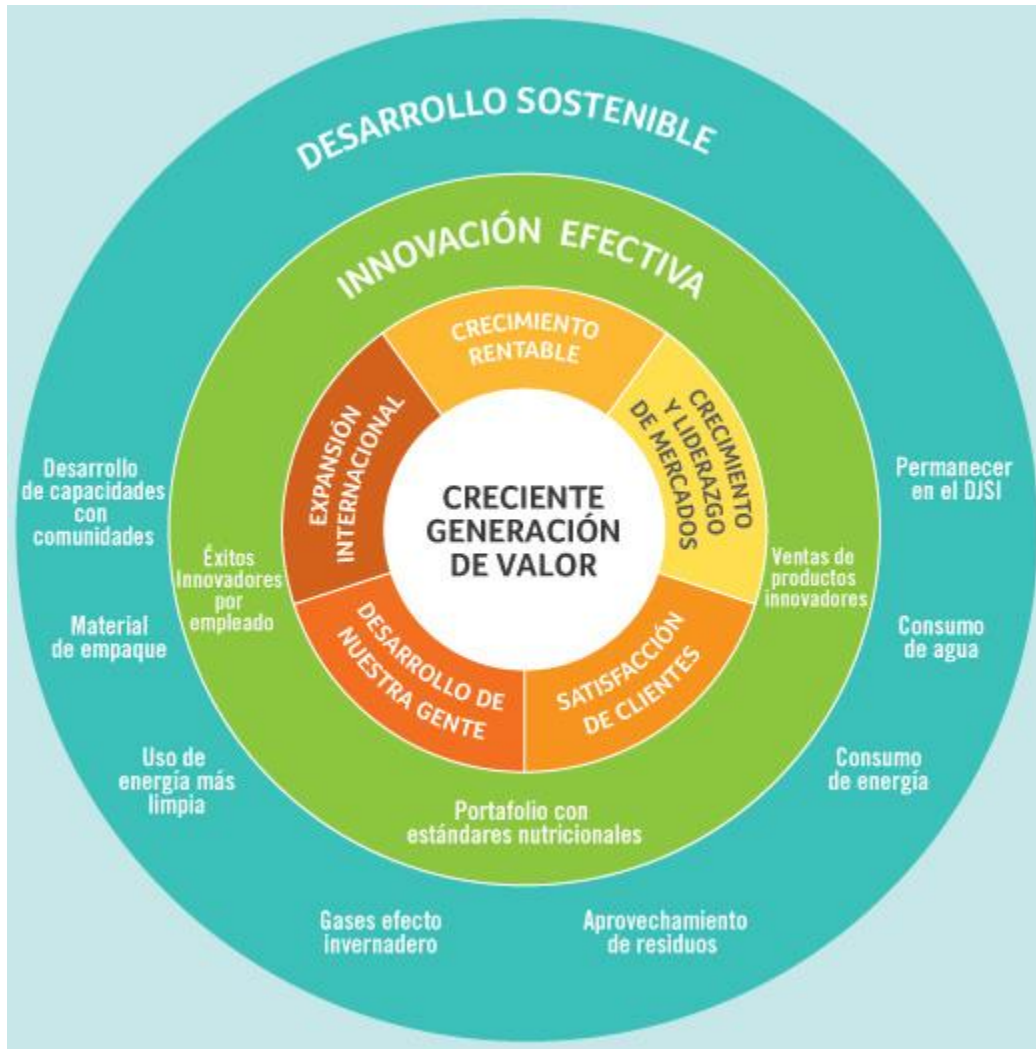 DESARROLLO SOSTENIBLE
INNOVACIÓN EFECTIVA
CRECIMIENTO
RENTABLE
EXPANSIÓN
INTERNACIONAL
CRECIMIENTO
Y LIDERAZGO
DE MERCADOS
CRECIENTE
GENERACIÓN
DE VALOR
DESARROLLO DE
NUESTRA GENTE
SATISFACCIÓN
DE CLIENTES
Éxitos
Innovadores
por
empleado
Ventas de
productos
innovadores
Portafolio con
estándares nutricionales
Desarrollo
de capacidades
con
comunidades
Permanecer
en el DJSI
Material
de empaque
Consumo
de agua
Uso de
energía más
limpia
Consumo
de energía
Gases efecto
invernadero
Aprovechamiento
de residuos